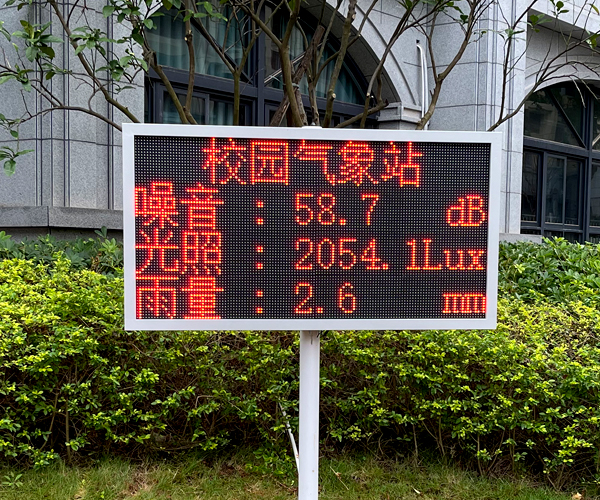 校园气象站
噪音 : 58.7 dB
光照 : 2054.1Lux
雨量 : 2.6 mm